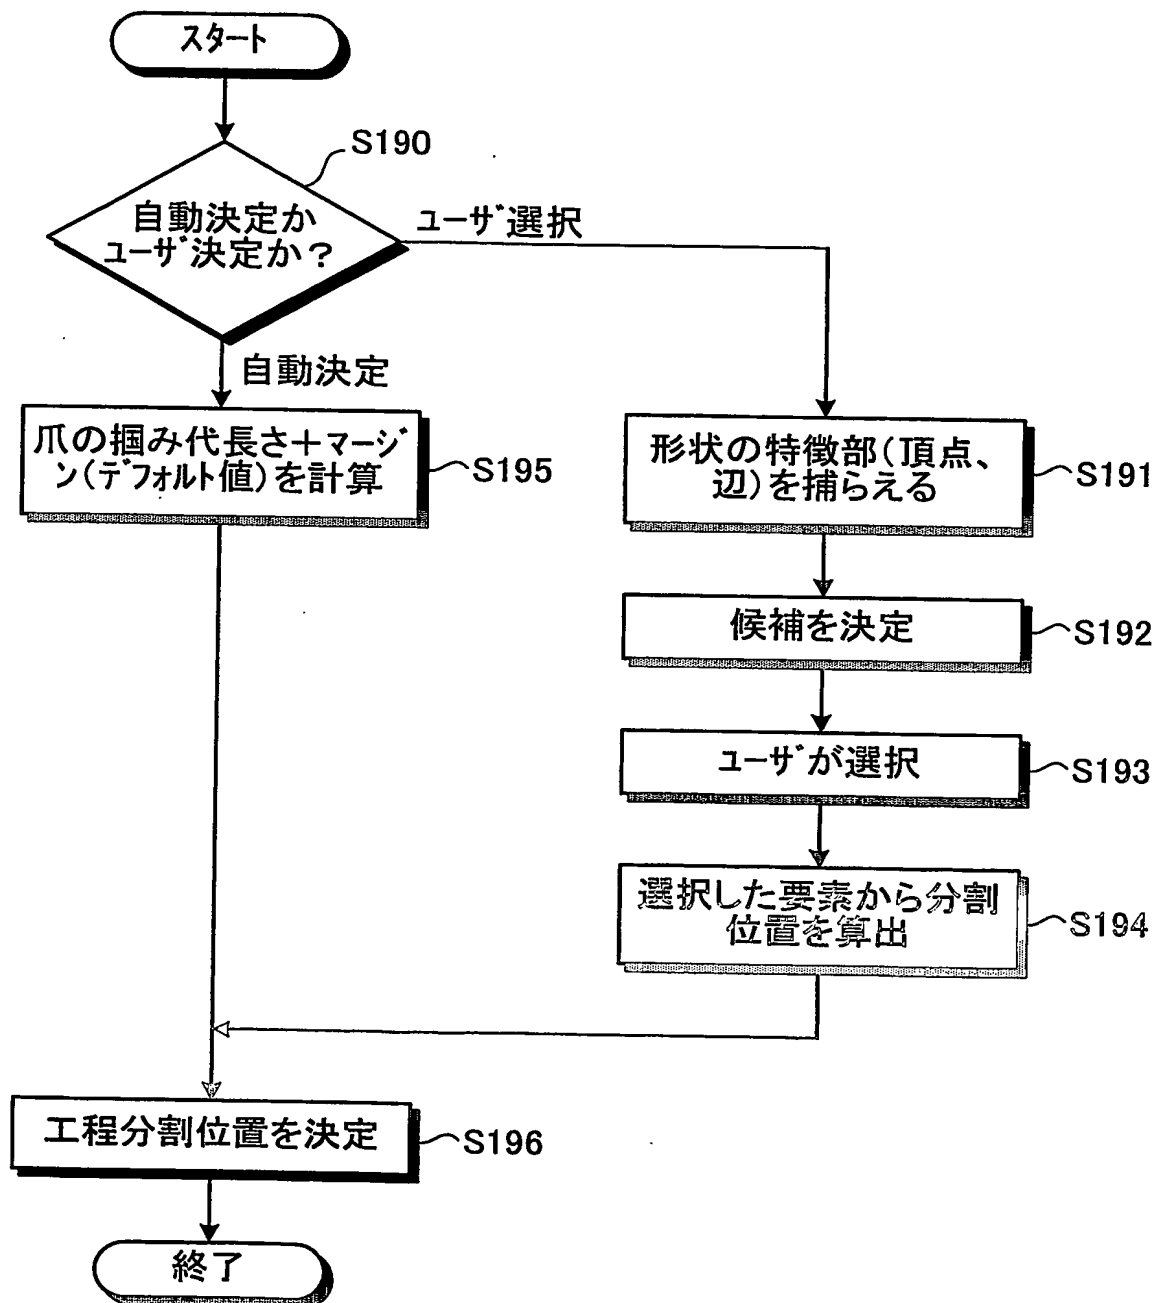 スタート
S190
自動決定か
ユーザ決定か？
ユーザ選択
自動決定
爪の掴み代長さ＋マージ
ン（デフォルト値）を計算
S195
形状の特徴部（頂点、
辺）を捕らえる
S191
候補を決定
S192
ユーザが選択
S193
選択した要素から分割
位置を算出
S194
工程分割位置を決定
S196
終了